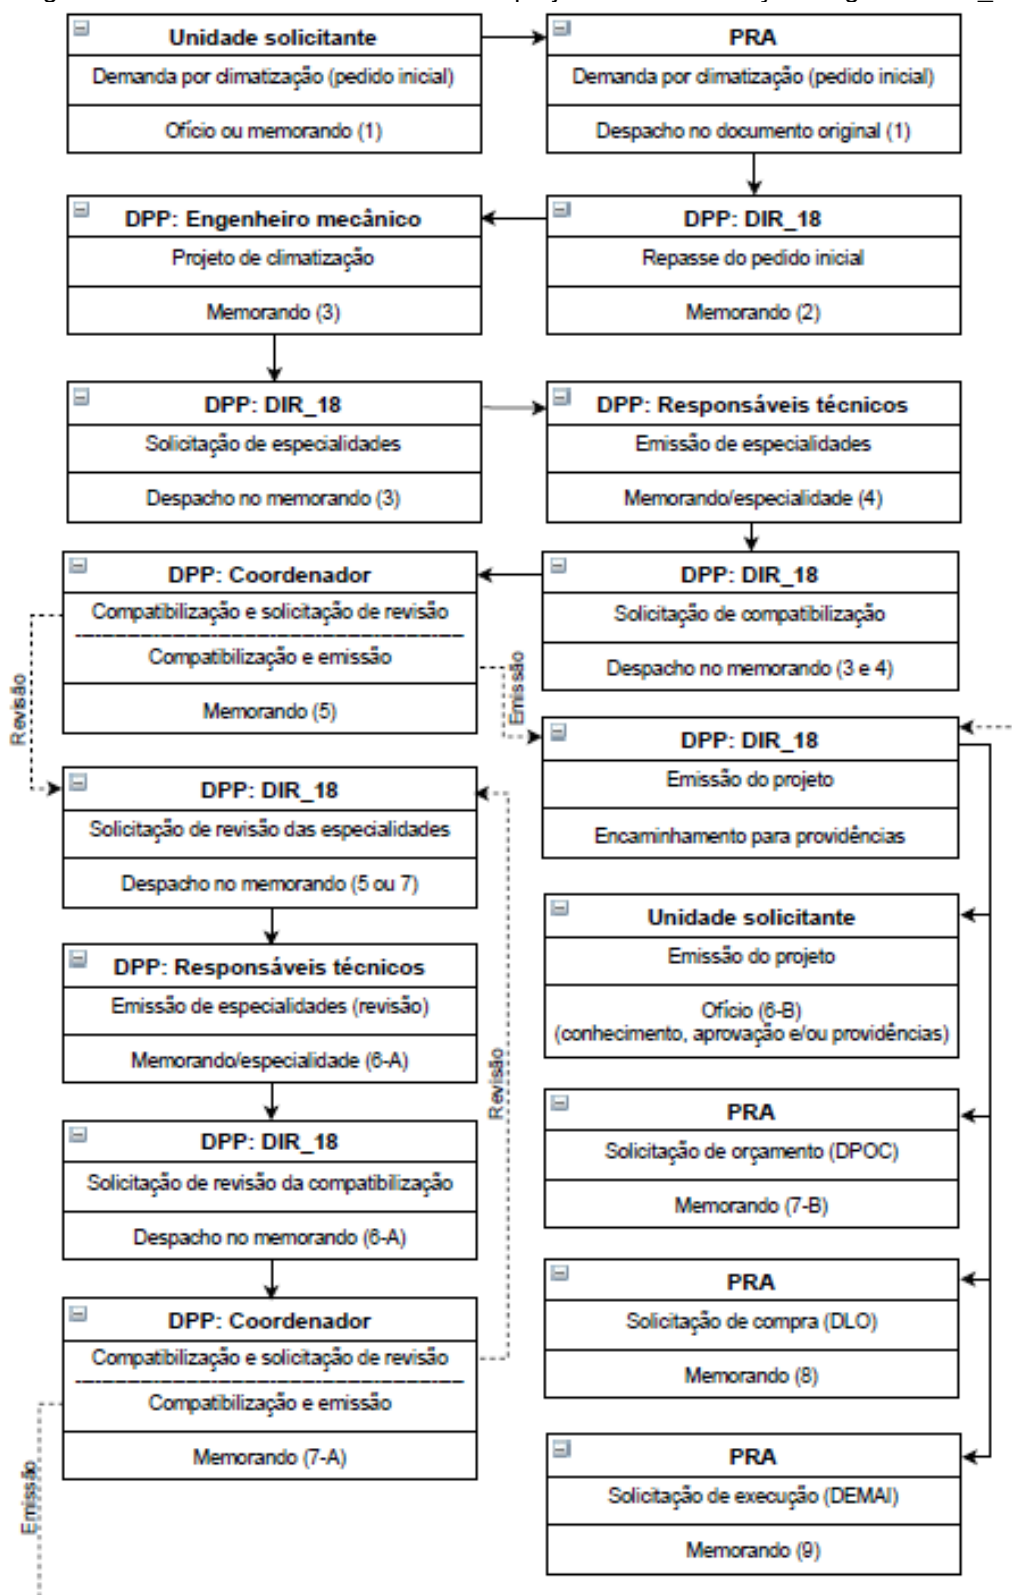 Unidade solicitante
Demanda por climatização (pedido inicial)
Ofício ou memorando (1)
PRA
Demanda por climatização (pedido inicial)
Despacho no documento original (1)
DPP: Engenheiro mecânico
Projeto de climatização
Memorando (3)
DPP: DIR_18
Repasse do pedido inicial
Memorando (2)
DPP: DIR_18
Solicitação de especialidades
Despacho no memorando (3)
DPP: Responsáveis técnicos
Emissão de especialidades
Memorando/especialidade (4)
DPP: Coordenador
Compatibilização e solicitação de revisão
Compatibilização e emissão
Memorando (5)
DPP: DIR_18
Solicitação de compatibilização
Despacho no memorando (3 e 4)
Revisão
Emissão
DPP: DIR_18
Emissão do projeto
Encaminhamento para providências
DPP: DIR_18
Solicitação de revisão das especialidades
Despacho no memorando (5 ou 7)
Unidade solicitante
Emissão do projeto
Ofício (6-B)
(conhecimento, aprovação e/ou providências)
DPP: Responsáveis técnicos
Emissão de especialidades (revisão)
Memorando/especialidade (6-A)
Revisão
PRA
Solicitação de orçamento (DPOC)
Memorando (7-B)
DPP: DIR_18
Solicitação de revisão da compatibilização
Despacho no memorando (6-A)
PRA
Solicitação de compra (DLO)
Memorando (8)
DPP: Coordenador
Compatibilização e solicitação de revisão
Compatibilização e emissão
Memorando (7-A)
Emissão
PRA
Solicitação de execução (DEMAI)
Memorando (9)